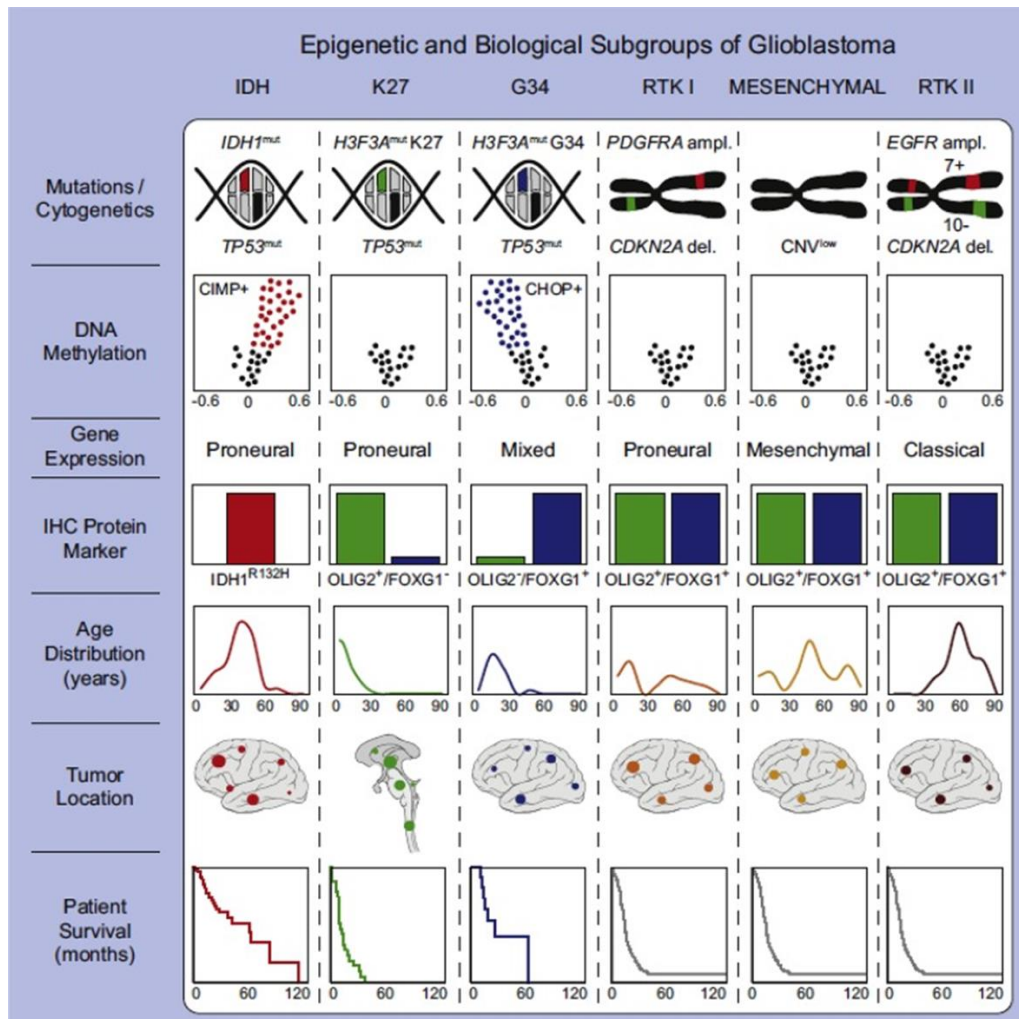 Epigenetic and Biological Subgroups of Glioblastoma
IDH K27 G34 RTK I MESENCHYMAL RTK II
Mutations /
Cytogenetics
IDH1mut H3F3Amut K27 H3F3Amut G34 PDGFRA ampl. EGFR ampl.
7+
10-
TP53mut TP53mut TP53mut CDKN2A del. CNVlow CDKN2A del.
DNA
Methylation
CIMP+ CHOP+
-0.6 0 0.6 -0.6 0 0.6 -0.6 0 0.6 -0.6 0 0.6 -0.6 0 0.6 -0.6 0 0.6
Gene
Expression
Proneural Proneural Mixed Proneural Mesenchymal Classical
IHC Protein
Marker
IDH1R132H OLIG2+/FOXG1- OLIG2-/FOXG1+ OLIG2+/FOXG1+ OLIG2+/FOXG1+ OLIG2+/FOXG1+
Age
Distribution
(years)
0 30 60 90 0 30 60 90 0 30 60 90 0 30 60 90 0 30 60 90 0 30 60 90
Tumor
Location
Patient
Survival
(months)
0 60 120 0 60 120 0 60 120 0 60 120 0 60 120 0 60 120